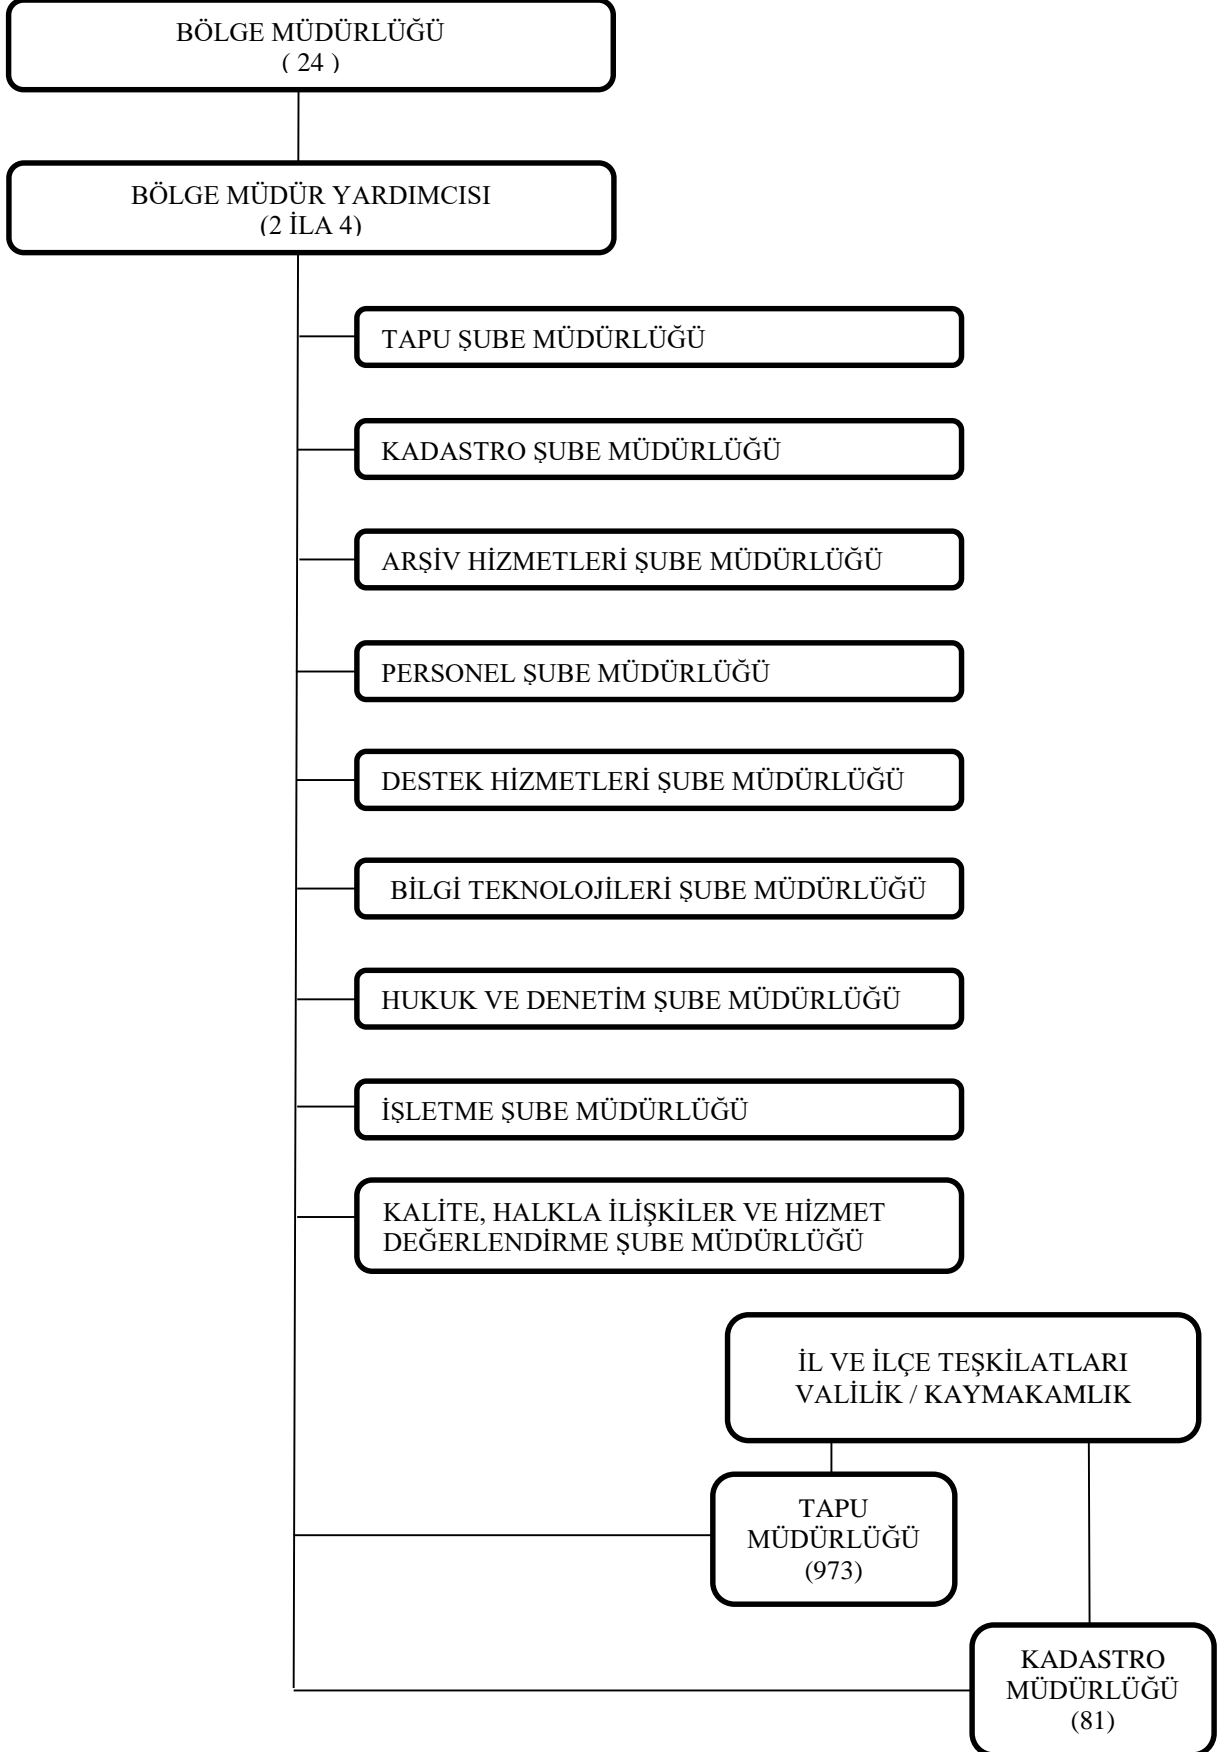 BÖLGE MÜDÜRLÜĞÜ
( 24 )
BÖLGE MÜDÜR YARDIMCISI
(2 İLA 4)
TAPU ŞUBE MÜDÜRLÜĞÜ
KADASTRO ŞUBE MÜDÜRLÜĞÜ
ARŞİV HİZMETLERİ ŞUBE MÜDÜRLÜĞÜ
PERSONEL ŞUBE MÜDÜRLÜĞÜ
DESTEK HİZMETLERİ ŞUBE MÜDÜRLÜĞÜ
BİLGİ TEKNOLOJİLERİ ŞUBE MÜDÜRLÜĞÜ
HUKUK VE DENETİM ŞUBE MÜDÜRLÜĞÜ
İŞLETME ŞUBE MÜDÜRLÜĞÜ
KALİTE, HALKLA İLİŞKİLER VE HİZMET
DEĞERLENDİRME ŞUBE MÜDÜRLÜĞÜ
İL VE İLÇE TEŞKİLATLARI
VALİLİK / KAYMAKAMLIK
TAPU
MÜDÜRLÜĞÜ
(973)
KADASTRO
MÜDÜRLÜĞÜ
(81)